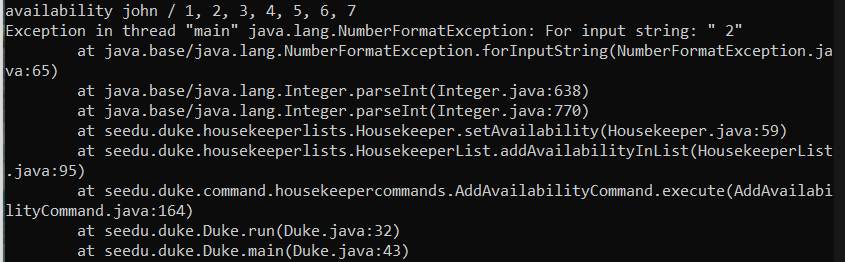 availability john / 1, 2, 3, 4, 5, 6, 7
Exception in thread "main" java.lang.NumberFormatException: For input string: " 2"
        at java.base/java.lang.NumberFormatException.forInputString(NumberFormatException.ja
va:65)
        at java.base/java.lang.Integer.parseInt(Integer.java:638)
        at java.base/java.lang.Integer.parseInt(Integer.java:770)
        at seedu.duke.housekeeperlists.Housekeeper.setAvailability(Housekeeper.java:59)
        at seedu.duke.housekeeperlists.HousekeeperList.addAvailabilityInList(HousekeeperList
.java:95)
        at seedu.duke.command.housekeepercommands.AddAvailabilityCommand.execute(AddAvailabi
lityCommand.java:164)
        at seedu.duke.Duke.run(Duke.java:32)
        at seedu.duke.Duke.main(Duke.java:43)